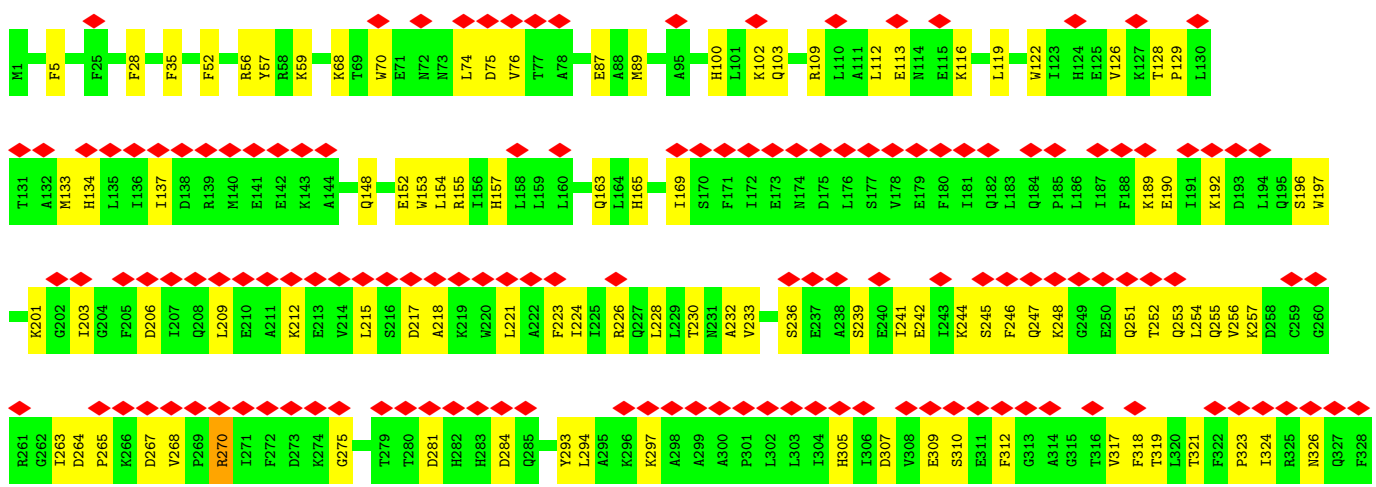 M1 F5 F25 F28 F35 F52 R56 Y57 R58 K59 K68 T69 W70 E71 N72 N73 L74 D75 V76 T77 A78 E87 A88 M89 A95 H100 L101 K102 Q103 R109 L110 A111 L112 E113 N114 E115 K116 L119 W122 I123 H124 E125 V126 K127 T128 P129 L130
T131 A132 M133 H134 L135 I136 I137 D138 R139 M140 E141 E142 K143 A144 Q148 E152 W153 L154 R155 I156 H157 L158 L159 L160 Q163 L164 H165 I169 S170 F171 I172 E173 N174 D175 L176 S177 V178 E179 F180 I181 Q182 L183 Q184 P185 L186 I187 F188 K189 E190 I191 K192 D193 L194 Q195 S196 W197
K201 G202 I203 G204 F205 D206 I207 Q208 L209 E210 A211 K212 E213 V214 L215 S216 D217 A218 K219 W220 L221 A222 F223 I224 I225 R226 Q227 L228 L229 T230 N231 A232 V233 S236 E237 A238 S239 E240 I241 E242 I243 K244 S245 F246 Q247 K248 G249 E250 Q251 T252 Q253 L254 Q255 V256 K257 D258 C259 G260
R261 G262 I263 D264 P265 K266 D267 V268 P269 R270 I271 F272 D273 K274 G275 T279 T280 D281 H282 H283 D284 Q285 Y293 L294 A295 K296 K297 A298 A299 A300 P301 L302 L303 I304 H305 I306 D307 V308 E309 S310 E311 F312 G313 A314 G315 T316 V317 F318 T319 L320 T321 F322 P323 I324 R325 N326 Q327 F328